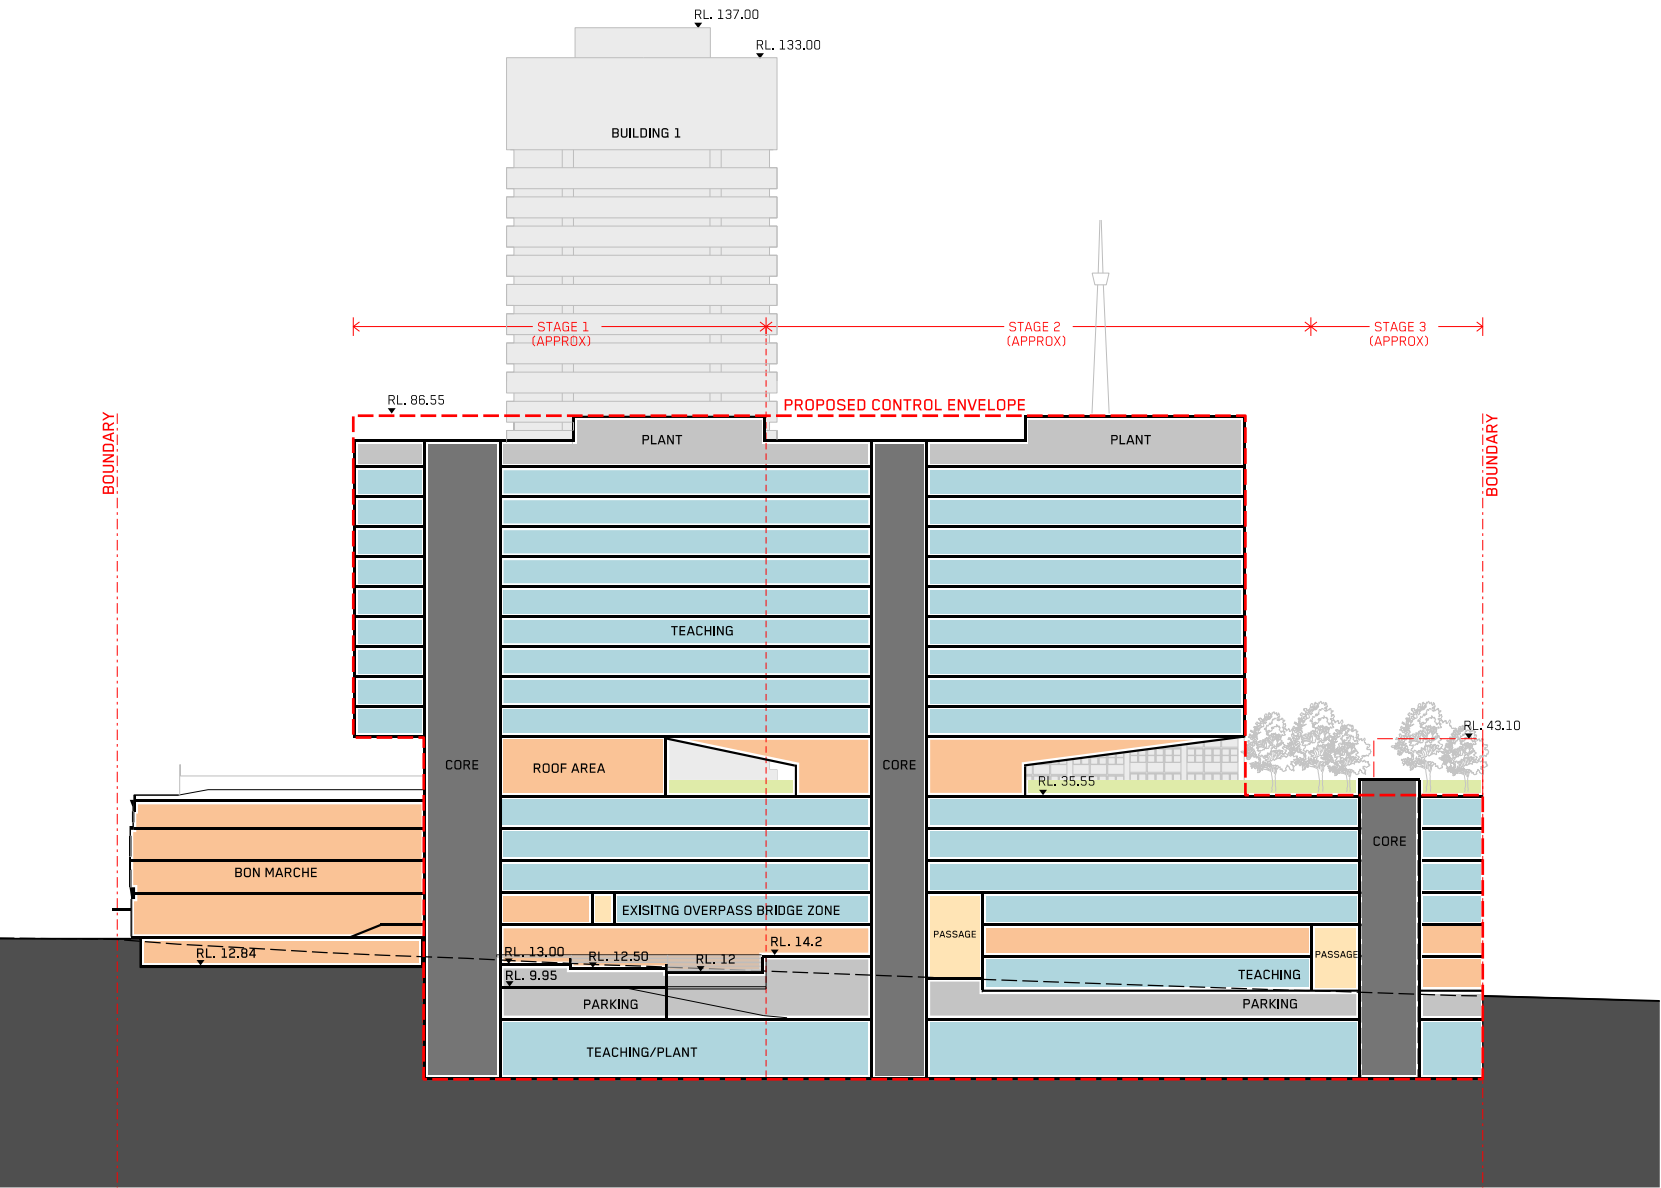 RL. 137.00
RL. 133.00
BUILDING 1
STAGE 1
(APPROX)
STAGE 2
(APPROX)
STAGE 3
(APPROX)
RL. 86.55
PROPOSED CONTROL ENVELOPE
BOUNDARY
BOUNDARY
PLANT
PLANT
TEACHING
RL. 43.10
CORE
ROOF AREA
CORE
RL. 35.55
CORE
BON MARCHE
EXISITNG OVERPASS BRIDGE ZONE
PASSAGE
RL. 14.2
RL. 12.84
RL. 13.00
RL. 12.50
RL. 12
PASSAGE
RL. 9.95
TEACHING
PARKING
PARKING
TEACHING/PLANT